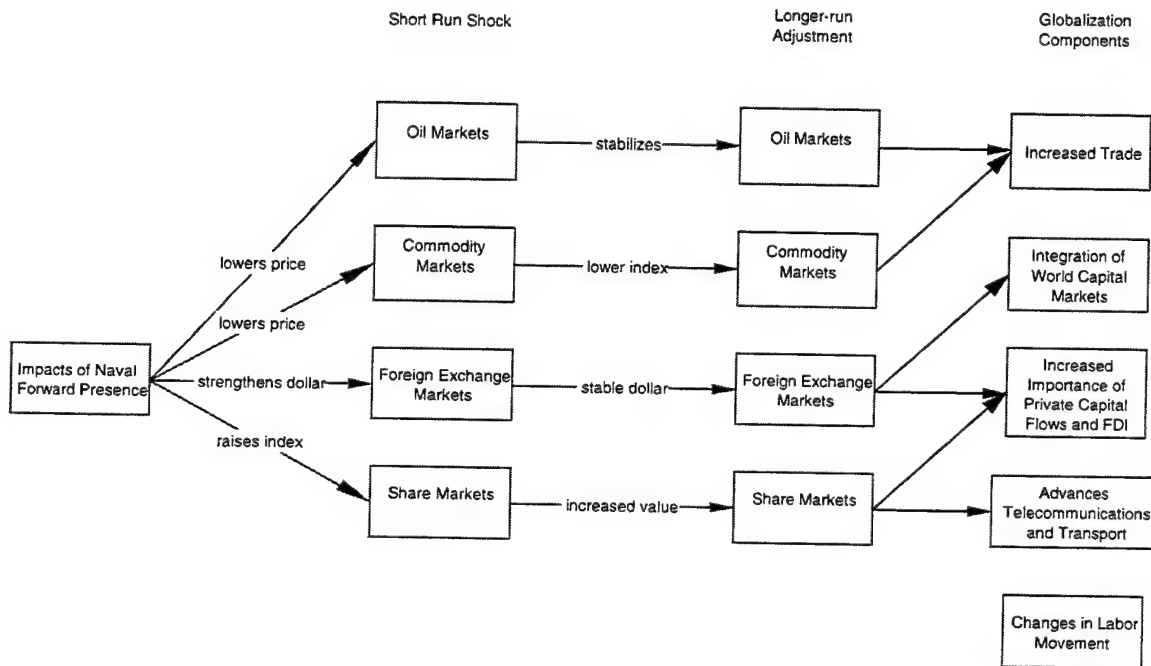 Short Run Shock
Longer-run
Adjustment
Globalization
Components
Oil Markets
stabilizes
Oil Markets
Increased Trade
lowers price
Commodity
Markets
lower index
Commodity
Markets
Integration of
World Capital
Markets
lowers price
Impacts of Naval
Forward Presence
strengthens dollar
Foreign Exchange
Markets
stable dollar
Foreign Exchange
Markets
Increased
Importance of
Private Capital
Flows and FDI
raises index
Share Markets
increased value
Share Markets
Advances
Telecommunications
and Transport
Changes in Labor
Movement